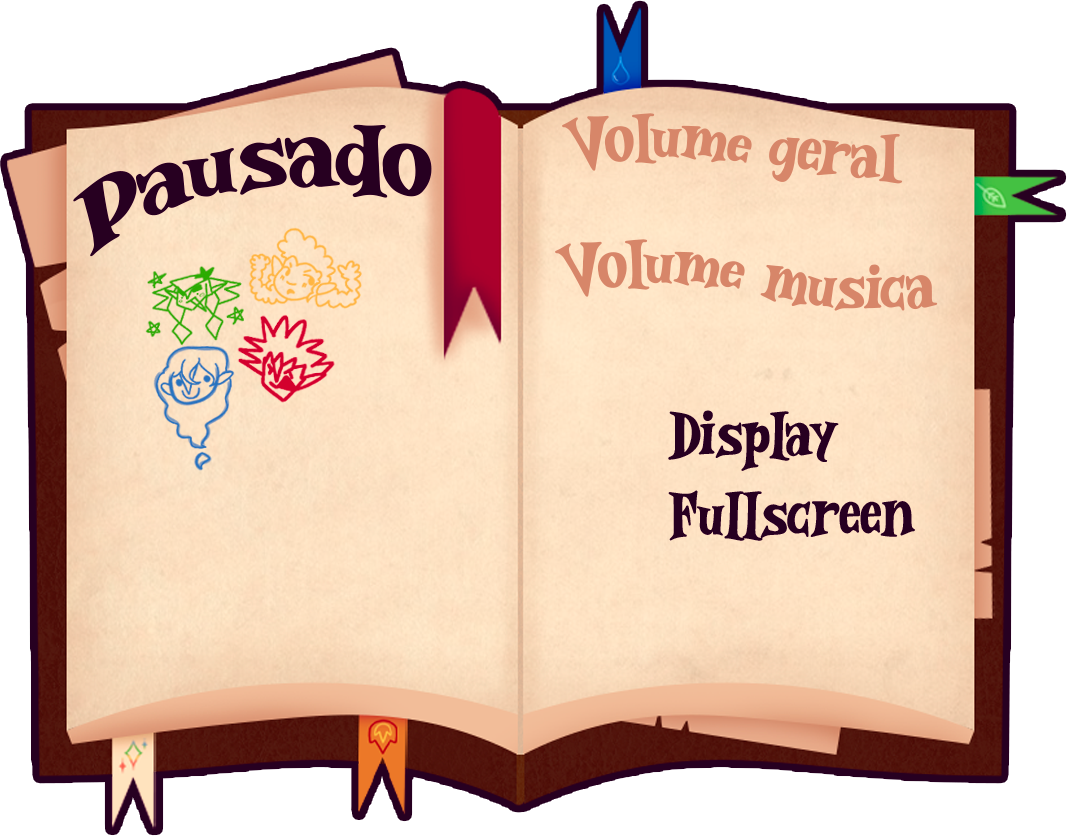 Pausado
Volume geral
Volume musica
Display
Fullscreen